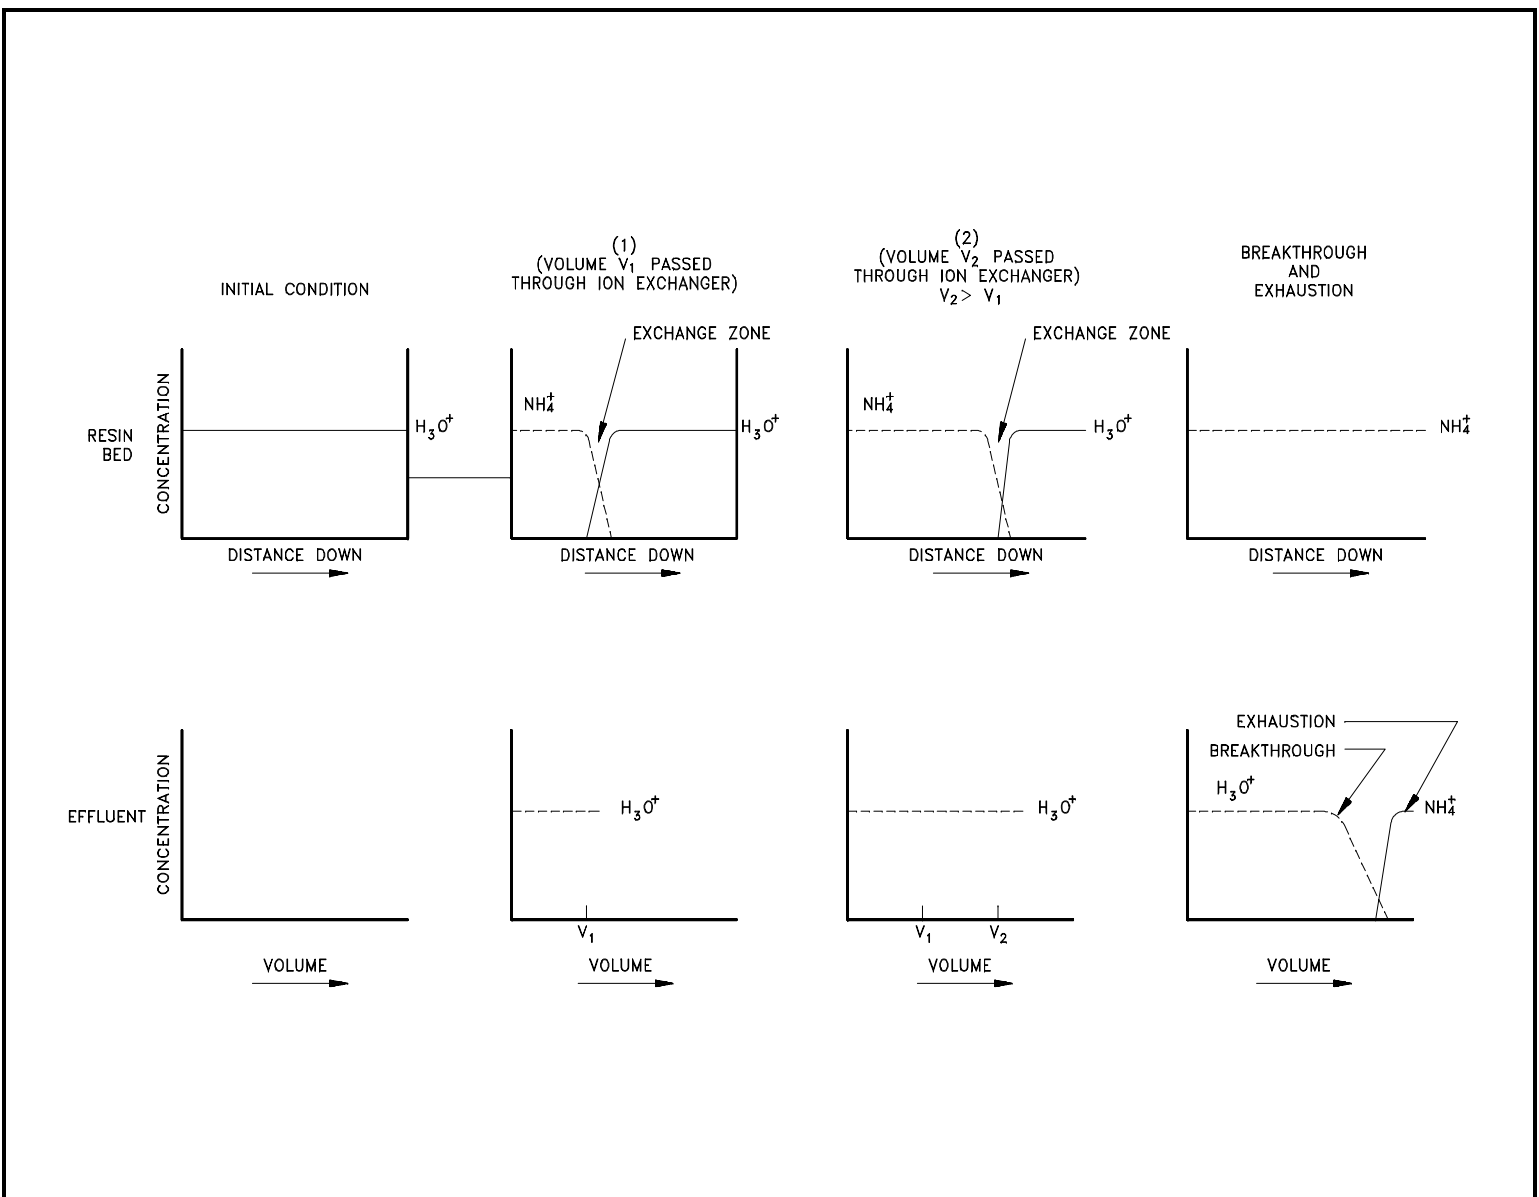 INITIAL CONDITION
(1)
(VOLUME V₁ PASSED
THROUGH ION EXCHANGER)
(2)
(VOLUME V₂ PASSED
THROUGH ION EXCHANGER)
V₂> V₁
BREAKTHROUGH
AND
EXHAUSTION
RESIN
BED
CONCENTRATION
H₃O⁺
DISTANCE DOWN
EXCHANGE ZONE
NH₄⁺
H₃O⁺
DISTANCE DOWN
EXCHANGE ZONE
NH₄⁺
H₃O⁺
DISTANCE DOWN
NH₄⁺
DISTANCE DOWN
EFFLUENT
CONCENTRATION
VOLUME
H₃O⁺
V₁
VOLUME
H₃O⁺
V₁
V₂
VOLUME
EXHAUSTION
BREAKTHROUGH
H₃O⁺
NH₄⁺
VOLUME